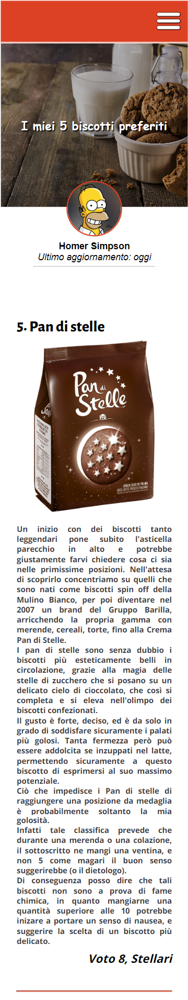 I miei 5 biscotti preferiti
Homer Simpson
Ultimo aggiornamento: oggi
5. Pan di stelle
Pan di
Stelle
SENZA OLIO DI PALMA
100% LATTE FRESCO ITALIANO
Un inizio con dei biscotti tanto
leggendari pone subito l'asticella
parecchio in alto e potrebbe
giustamente farvi chiedere cosa ci sia
nelle primissime posizioni. Nell'attesa
di scoprirlo concentriamo su quelli che
sono nati come biscotti spin off della
Mulino Bianco, per poi diventare nel
2007 un brand del Gruppo Barilla,
arricchendo la propria gamma con
merende, cereali, torte, fino alla Crema
Pan di Stelle.
I pan di stelle sono senza dubbio i
biscotti più esteticamente belli in
circolazione, grazie alla magia delle
stelle di zucchero che si posano su un
delicato cielo di cioccolato, che così si
completa e si eleva nell'olimpo dei
biscotti confezionati.
Il gusto è forte, deciso, ed è da solo in
grado di soddisfare sicuramente i palati
più golosi. Tanta fermezza però può
essere addolcita se inzuppati nel latte,
permettendo sicuramente a questo
biscotto di esprimersi al suo massimo
potenziale.
Ciò che impedisce i Pan di stelle di
raggiungere una posizione da medaglia
è probabilmente soltanto la mia
golosità.
Infatti tale classifica prevede che
durante una merenda o una colazione,
il sottoscritto ne mangi una ventina, e
non 5 come magari il buon senso
suggerirebbe (o il dietologo).
Di conseguenza posso dire che tali
biscotti non sono a prova di fame
chimica, in quanto mangiarne una
quantità superiore alle 10 potrebbe
inizare a portare un senso di nausea, e
suggerire la scelta di un biscotto più
delicato.
Voto 8, Stellari